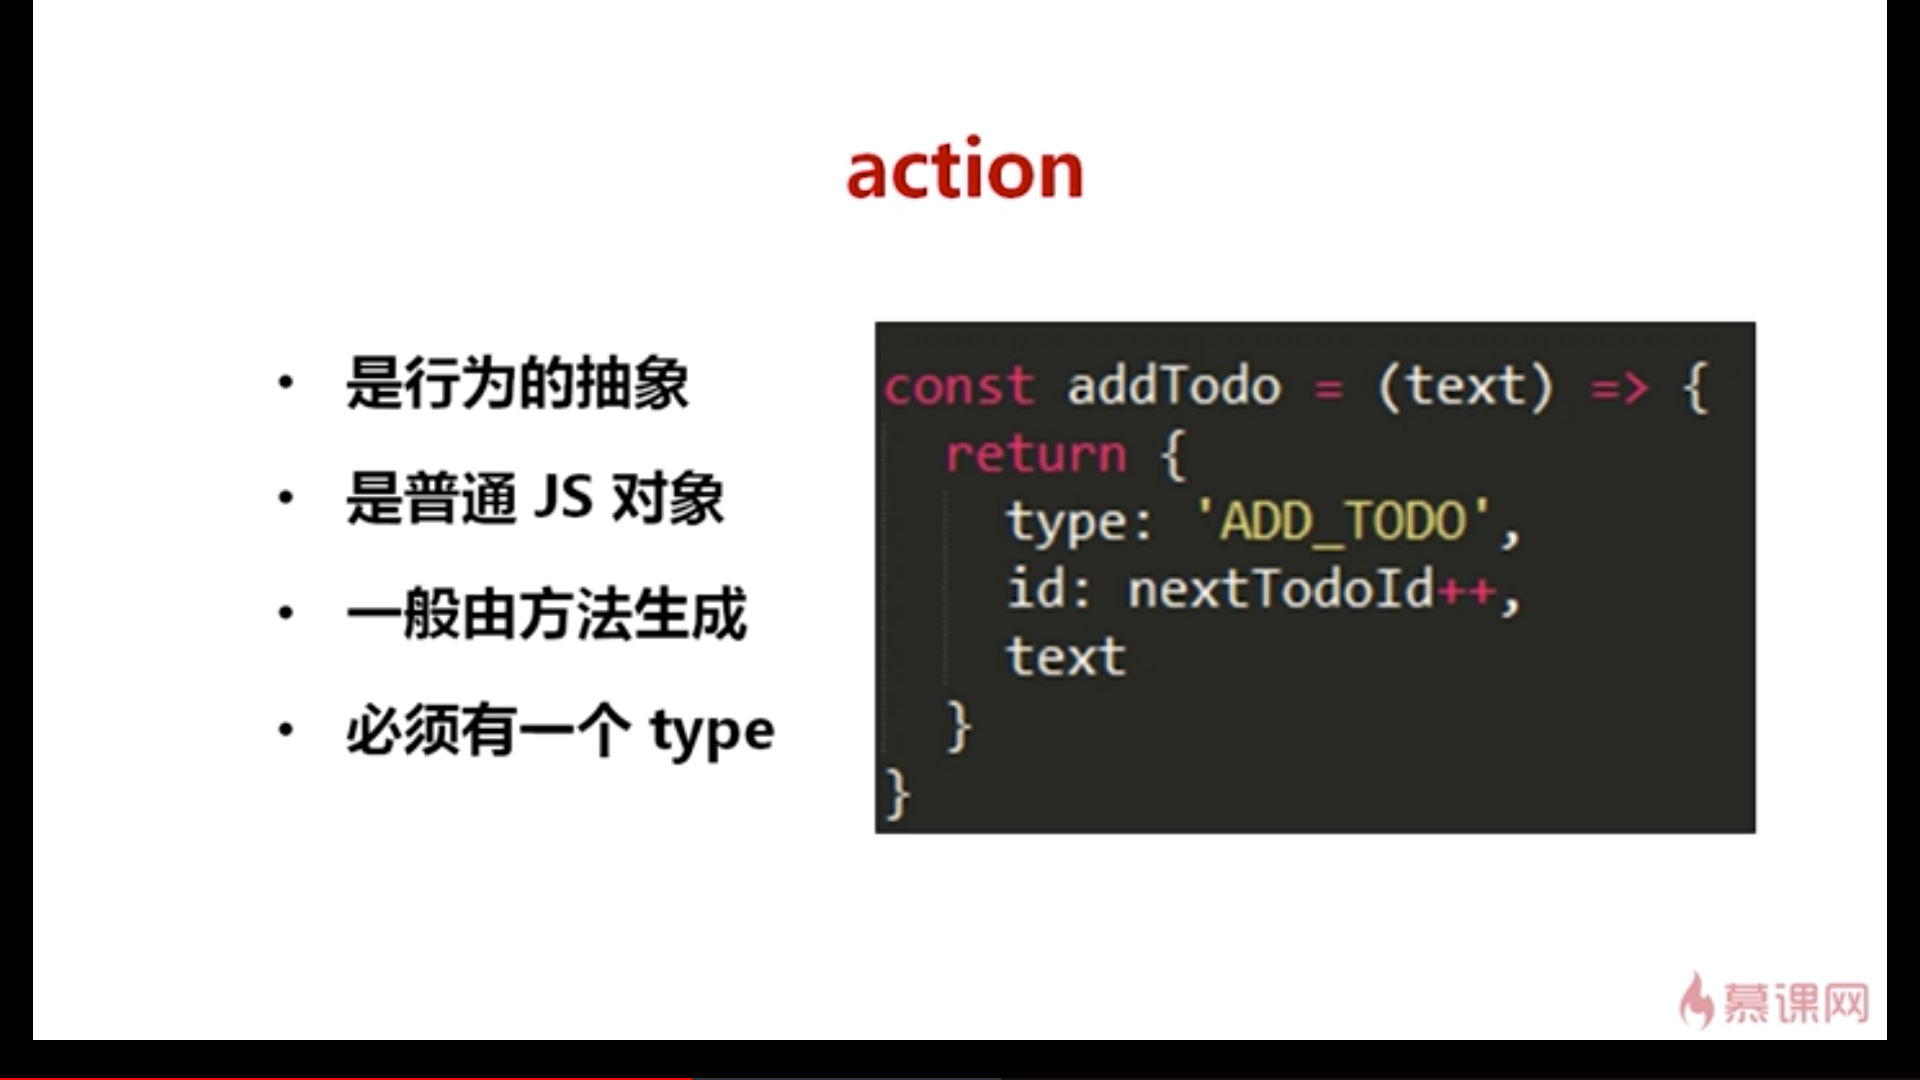 action
• 是行为的抽象
• 是普通 JS 对象
• 一般由方法生成
• 必须有一个 type
const addTodo = (text) => {
  return {
    type: 'ADD_TODO',
    id: nextTodoId++,
    text
  }
}
慕课网